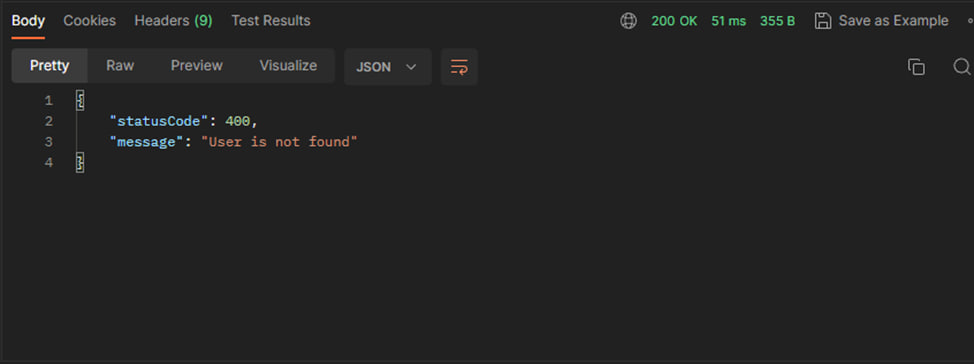 Body Cookies Headers (9) Test Results 200 OK 51 ms 355 B Save as Example
Pretty Raw Preview Visualize JSON
1 {
2 "statusCode": 400,
3 "message": "User is not found"
4 }